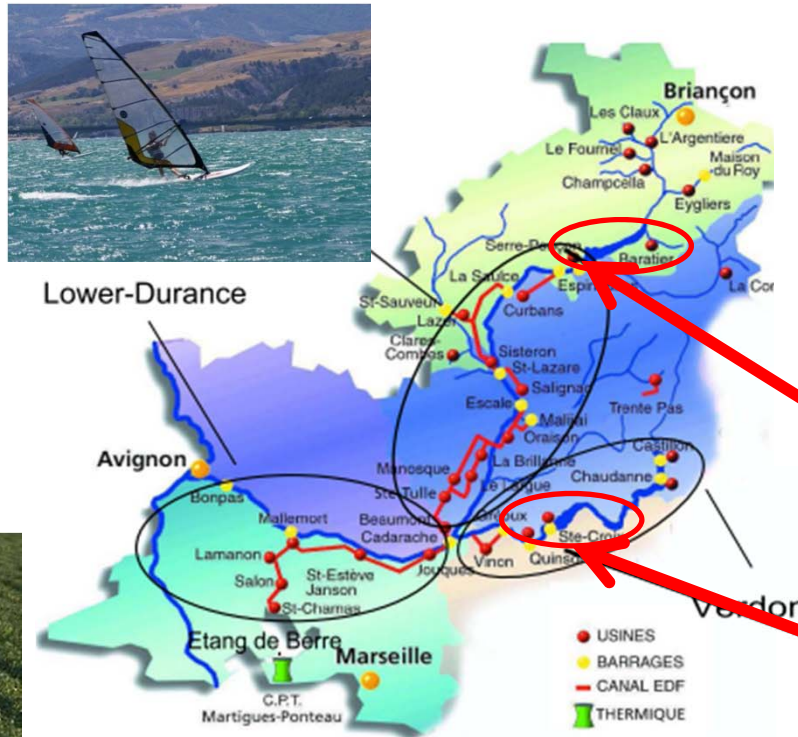 Briançon
Les Claux
L'Argentiere
Le Fournel
Maison
du Roy
Champcella
Eygliers
Serre-Ponçon
Baratier
La Saulce
Lower-Durance
St-Sauveur
Curbans
Lazer
Clares-
Combes
Sisteron
St-Lazare
Salignac
Escale
Trente Pas
Malijai
Oraison
Castillon
Avignon
Manosque
La Brillanne
Chaudanne
Bonpas
Ste-Tulle
Le Largue
Mallemort
Beaumont
Gréoux
Cadarache
Ste-Croix
Lamanon
Jouques
Vinon
Quinson
St-Estève
Janson
Salon
St-Chamas
Verdon
Etang de Berre
USINES
Marseille
BARRAGES
CANAL EDF
C.P.T.
Martigues-Ponteau
THERMIQUE